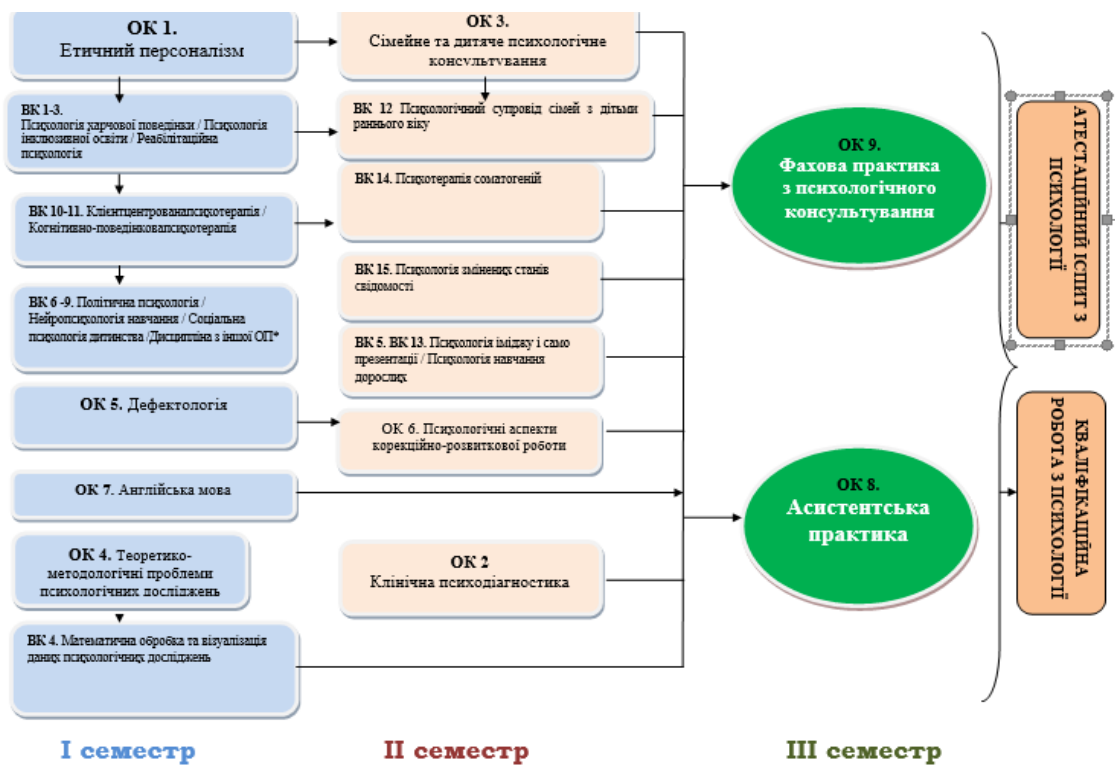 ОК 1.
Етичний персоналізм
ВК 1-3.
Психологія харчової поведінки / Психологія
інклюзивної освіти / Реабілітаційна
психологія
ВК 10-11. Клієнтцентрованапсихотерапія /
Когнітивно-поведінковапсихотерапія
ВК 6 -9. Політична психологія /
Нейропсихологія навчання / Соціальна
психологія дитинства /Дисципліна з іншої ОП*
ОК 5. Дефектологія
ОК 7. Англійська мова
ОК 4. Теоретико-
методологічні проблеми
психологічних досліджень
ВК 4. Математична обробка та візуалізація
даних психологічних досліджень
І семестр
ОК 3.
Сімейне та дитяче психологічне
консультування
ВК 12 Психологічний супровід сімей з дітьми
раннього віку
ВК 14. Психотерапія соматогеній
ВК 15. Психологія змінених станів
свідомості
ВК 5. ВК 13. Психологія іміджу і само
презентації / Психологія навчання
дорослих
ОК 6. Психологічні аспекти
корекційно-розвиткової роботи
ОК 2
Клінічна психодіагностика
ІІ семестр
ОК 9.
Фахова практика
з психологічного
консультування
ОК 8.
Асистентська
практика
ІІІ семестр
АТЕСТАЦІЙНИЙ ІСПИТ З
ПСИХОЛОГІЇ
КВАЛІФІКАЦІЙНА
РОБОТА З ПСИХОЛОГІЇ